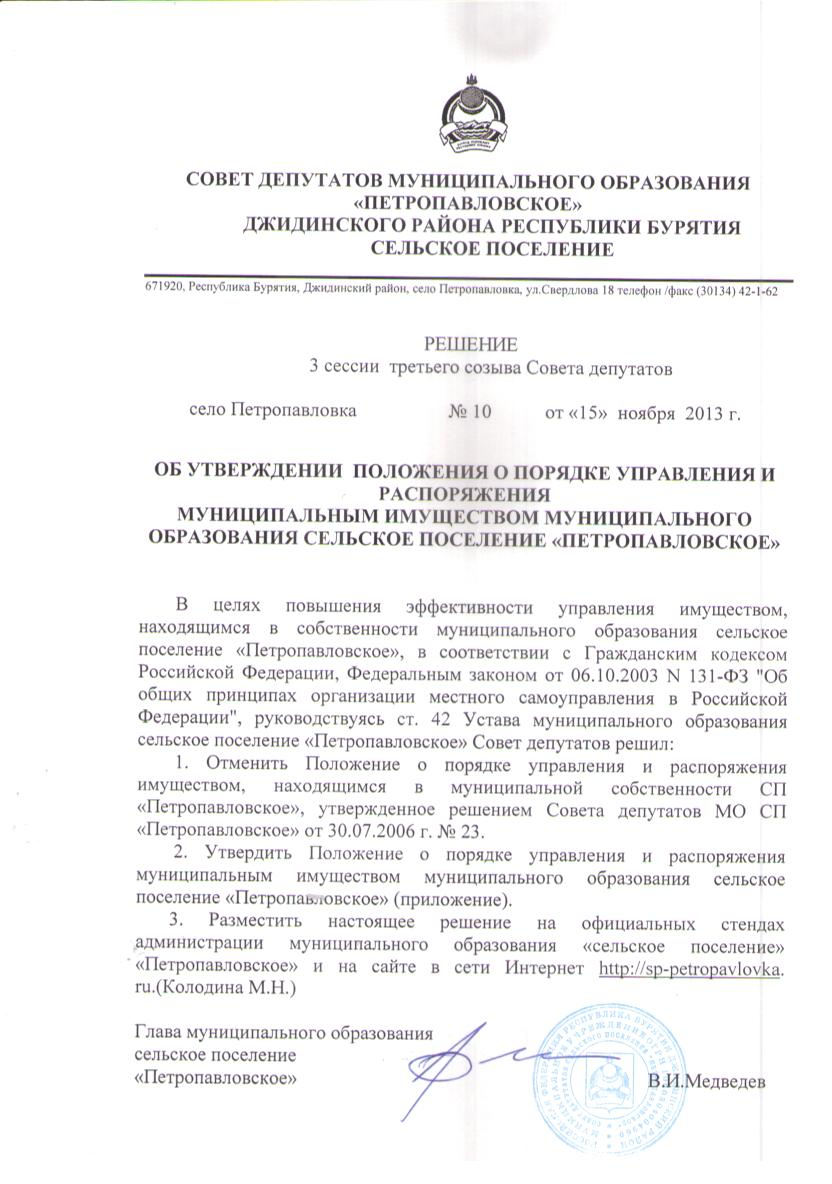 СОВЕТ ДЕПУТАТОВ МУНИЦИПАЛЬНОГО ОБРАЗОВАНИЯ
«ПЕТРОПАВЛОВСКОЕ»
ДЖИДИНСКОГО РАЙОНА РЕСПУБЛИКИ БУРЯТИЯ
СЕЛЬСКОЕ ПОСЕЛЕНИЕ
671920, Республика Бурятия, Джидинский район, село Петропавловка, ул.Свердлова 18 телефон /факс (30134) 42-1-62
РЕШЕНИЕ
3 сессии третьего созыва Совета депутатов
село Петропавловка № 10 от «15» ноября 2013 г.
ОБ УТВЕРЖДЕНИИ ПОЛОЖЕНИЯ О ПОРЯДКЕ УПРАВЛЕНИЯ И
РАСПОРЯЖЕНИЯ
МУНИЦИПАЛЬНЫМ ИМУЩЕСТВОМ МУНИЦИПАЛЬНОГО
ОБРАЗОВАНИЯ СЕЛЬСКОЕ ПОСЕЛЕНИЕ «ПЕТРОПАВЛОВСКОЕ»
В целях повышения эффективности управления имуществом,
находящимся в собственности муниципального образования сельское
поселение «Петропавловское», в соответствии с Гражданским кодексом
Российской Федерации, Федеральным законом от 06.10.2003 N 131-ФЗ "Об
общих принципах организации местного самоуправления в Российской
Федерации", руководствуясь ст. 42 Устава муниципального образования
сельское поселение «Петропавловское» Совет депутатов решил:
1. Отменить Положение о порядке управления и распоряжения
имуществом, находящимся в муниципальной собственности СП
«Петропавловское», утвержденное решением Совета депутатов МО СП
«Петропавловское» от 30.07.2006 г. № 23.
2. Утвердить Положение о порядке управления и распоряжения
муниципальным имуществом муниципального образования сельское
поселение «Петропавловское» (приложение).
3. Разместить настоящее решение на официальных стендах
администрации муниципального образования «сельское поселение»
«Петропавловское» и на сайте в сети Интернет http://sp-petropavlovka.
ru.(Колодина М.Н.)
Глава муниципального образования
сельское поселение
«Петропавловское» В.И.Медведев